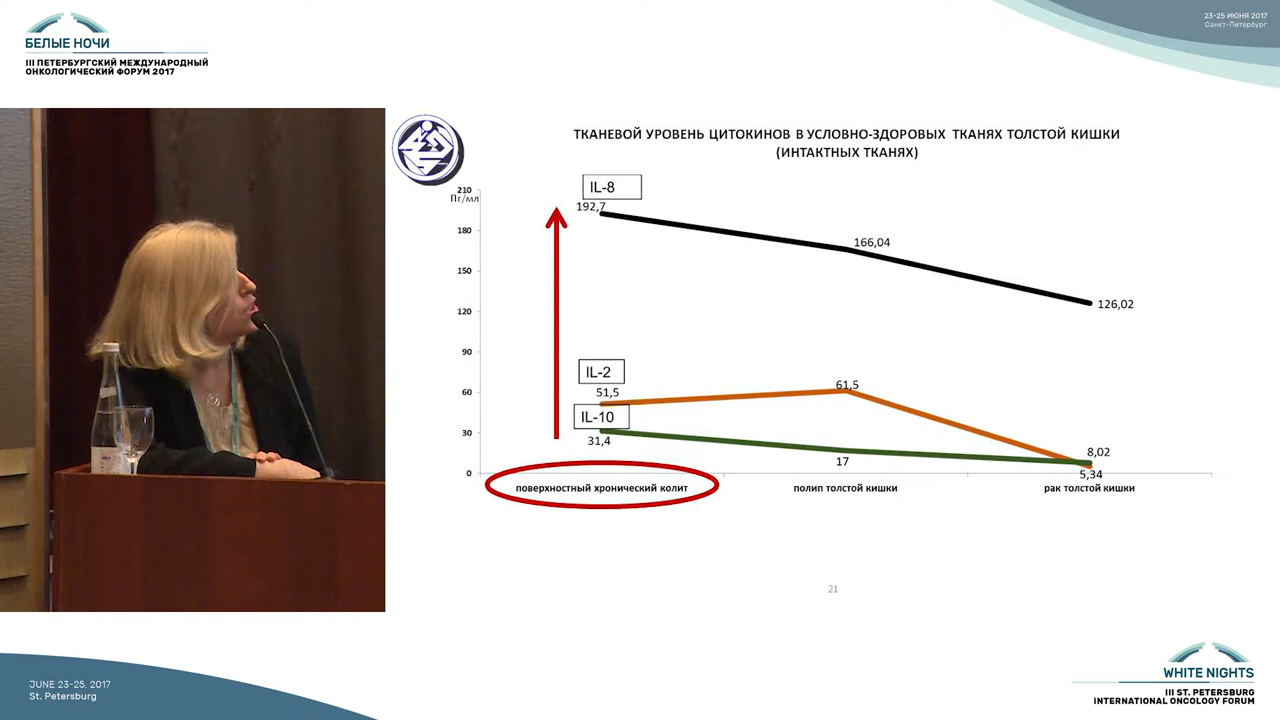 БЕЛЫЕ НОЧИ
III ПЕТЕРБУРГСКИЙ МЕЖДУНАРОДНЫЙ
ОНКОЛОГИЧЕСКИЙ ФОРУМ 2017
23-25 ИЮНЯ 2017
Санкт-Петербург
ТКАНЕВОЙ УРОВЕНЬ ЦИТОКИНОВ В УСЛОВНО-ЗДОРОВЫХ ТКАНЯХ ТОЛСТОЙ КИШКИ
(ИНТАКТНЫХ ТКАНЯХ)
210
Пг/мл
180
150
120
90
60
30
0
IL-8
192,7
166,04
126,02
IL-2
51,5
61,5
IL-10
31,4
17
8,02
5,34
поверхностный хронический колит
полип толстой кишки
рак толстой кишки
21
JUNE 23-25, 2017
St. Petersburg
WHITE NIGHTS
III ST. PETERSBURG
INTERNATIONAL ONCOLOGY FORUM